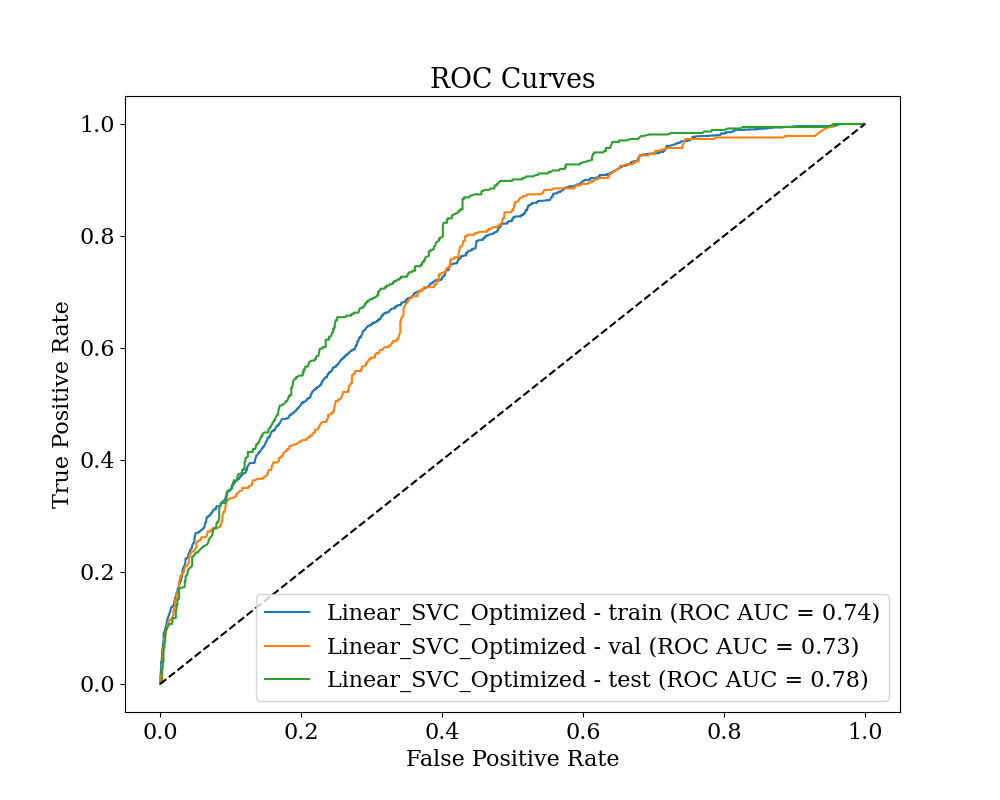 ROC Curves
True Positive Rate
1.0
0.8
0.6
0.4
0.2
0.0
Linear_SVC_Optimized - train (ROC AUC = 0.74)
Linear_SVC_Optimized - val (ROC AUC = 0.73)
Linear_SVC_Optimized - test (ROC AUC = 0.78)
0.0 0.2 0.4 0.6 0.8 1.0
False Positive Rate